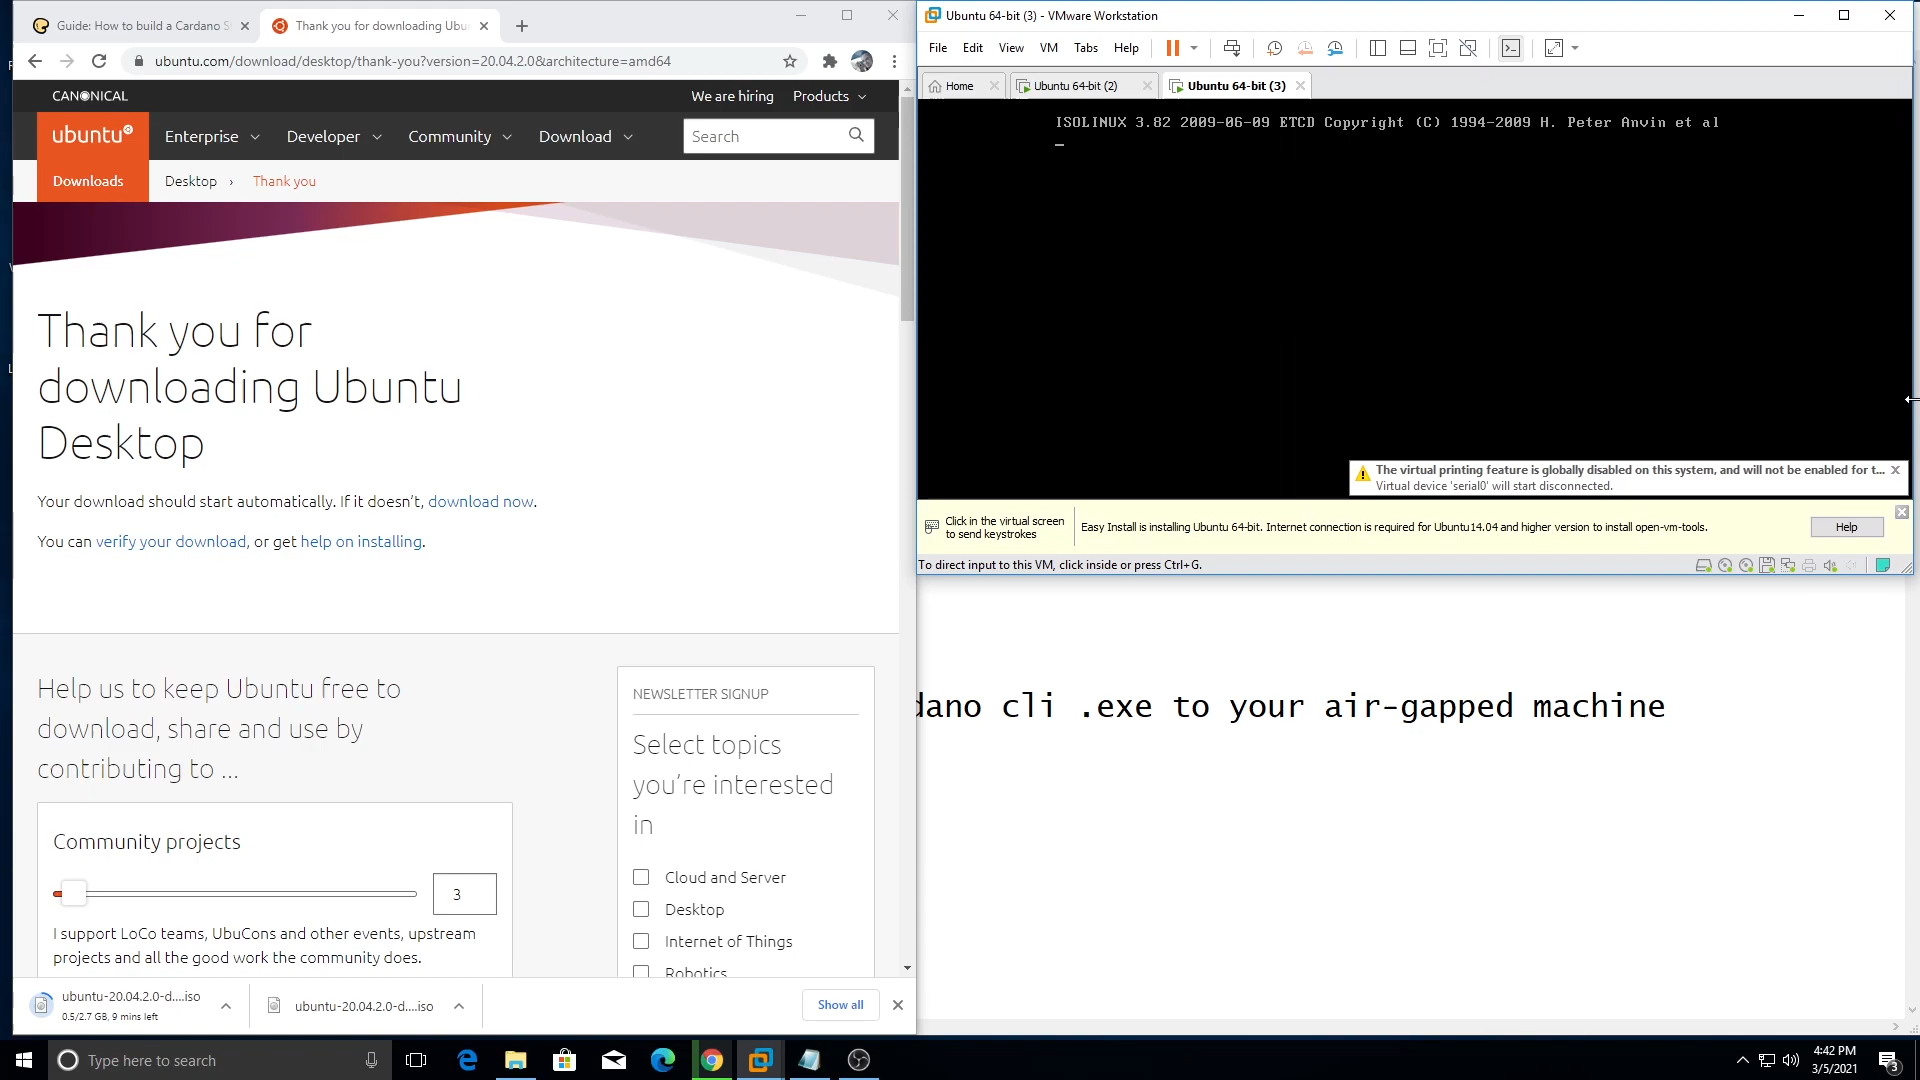 Guide: How to build a Cardano S
Thank you for downloading Ubu
ubuntu.com/download/desktop/thank-you?version=20.04.2.0&architecture=amd64
CANONICAL
We are hiring
Products
ubuntu
Enterprise
Developer
Community
Download
Search
Downloads
Desktop
›
Thank you
Thank you for
downloading Ubuntu
Desktop
Your download should start automatically. If it doesn’t, download now.
You can verify your download, or get help on installing.
Help us to keep Ubuntu free to
download, share and use by
contributing to ...
Community projects
3
I support LoCo teams, UbuCons and other events, upstream
projects and all the good work the community does.
NEWSLETTER SIGNUP
Select topics
you’re interested
in
Cloud and Server
Desktop
Internet of Things
Robotics
ubuntu-20.04.2.0-d....iso
0.5/2.7 GB, 9 mins left
ubuntu-20.04.2.0-d....iso
Show all
Ubuntu 64-bit (3) - VMware Workstation
File
Edit
View
VM
Tabs
Help
Home
Ubuntu 64-bit (2)
Ubuntu 64-bit (3)
ISOLINUX 3.82 2009-06-09 ETCD Copyright (C) 1994-2009 H. Peter Anvin et al
The virtual printing feature is globally disabled on this system, and will not be enabled for t...
Virtual device 'serial0' will start disconnected.
Click in the virtual screen
to send keystrokes
Easy Install is installing Ubuntu 64-bit. Internet connection is required for Ubuntu14.04 and higher version to install open-vm-tools.
Help
To direct input to this VM, click inside or press Ctrl+G.
dano cli .exe to your air-gapped machine
Type here to search
4:42 PM
3/5/2021
3